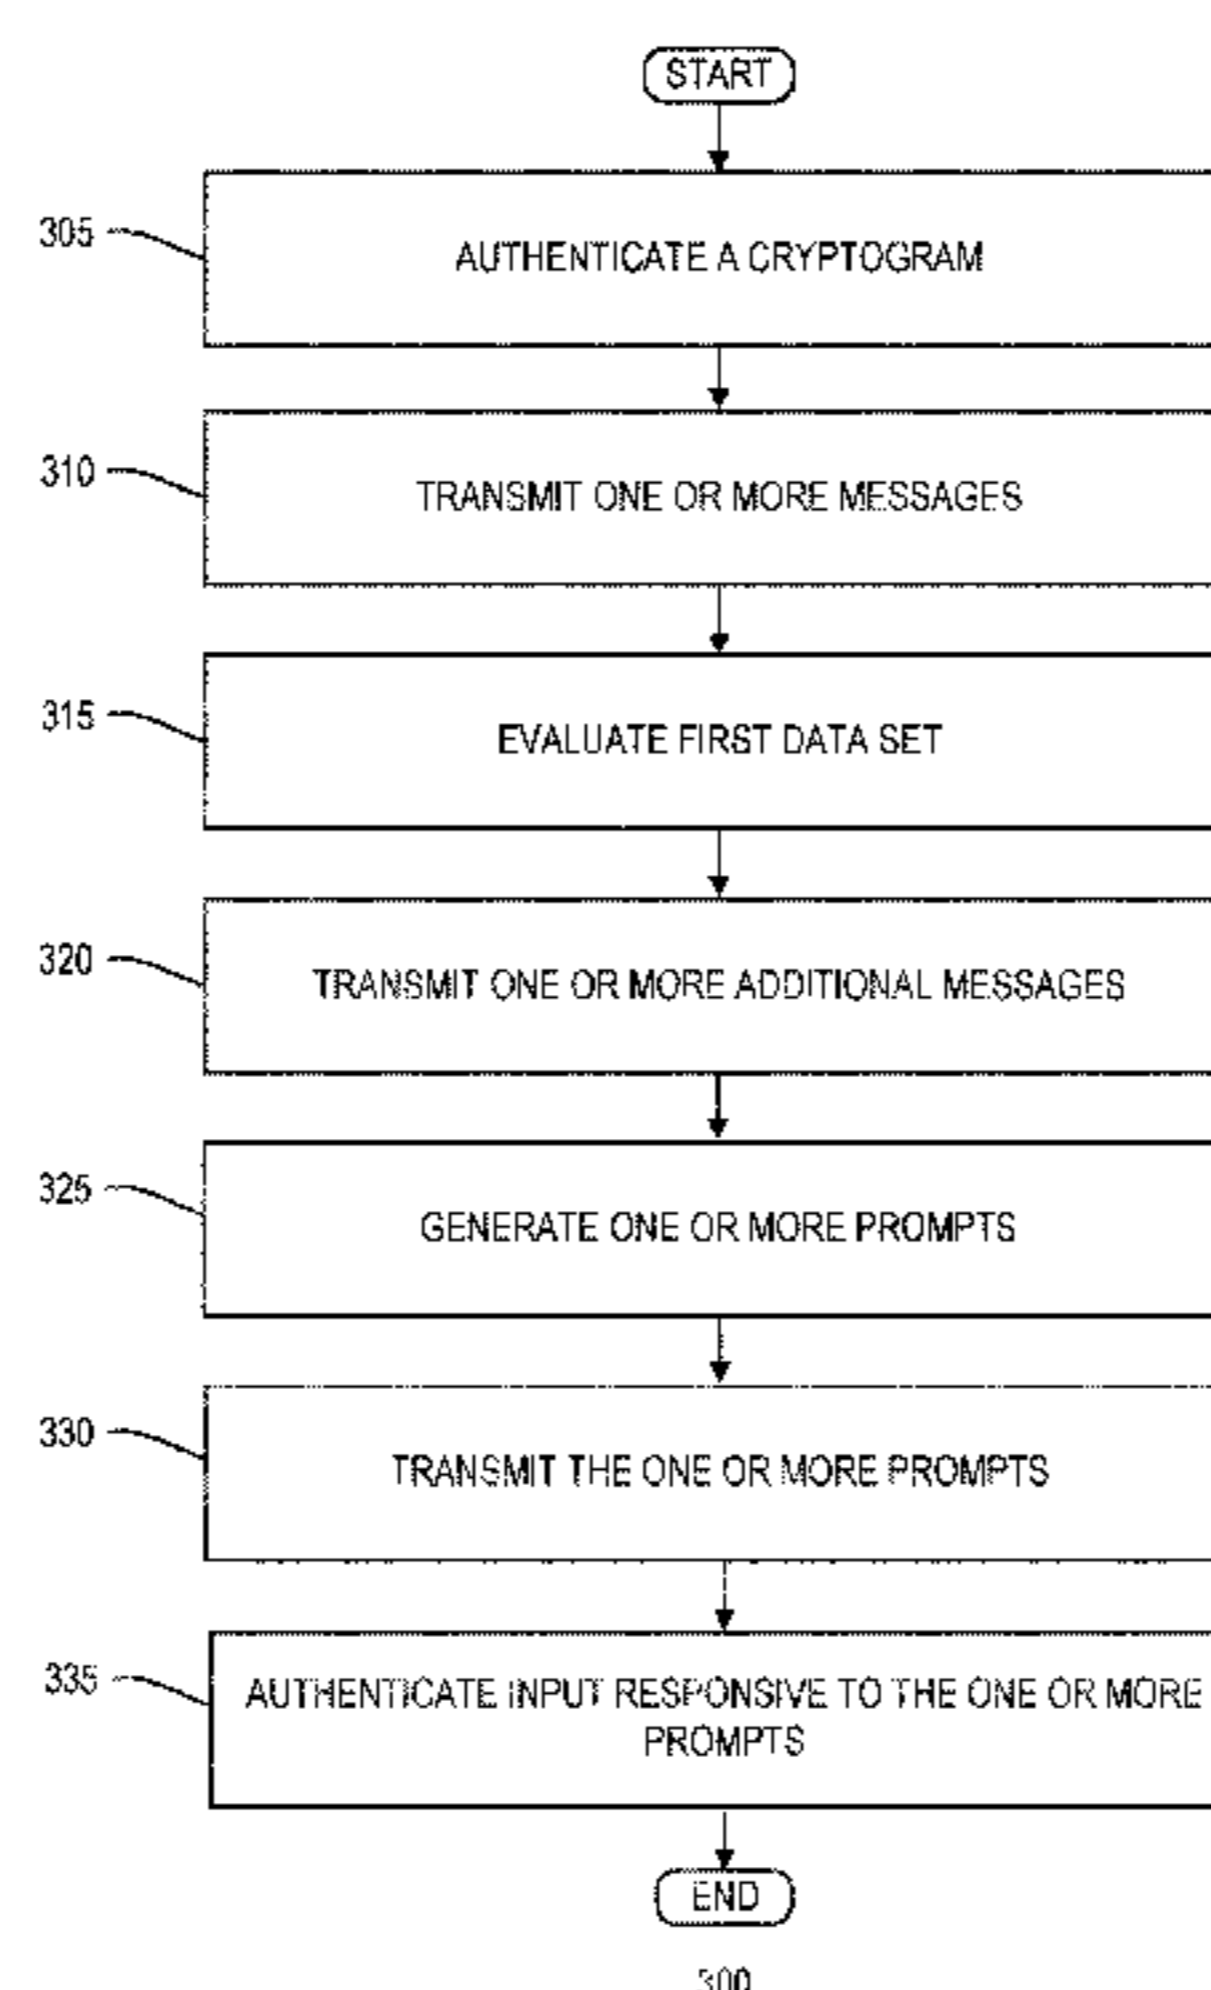 START
305
AUTHENTICATE A CRYPTOGRAM
310
TRANSMIT ONE OR MORE MESSAGES
315
EVALUATE FIRST DATA SET
320
TRANSMIT ONE OR MORE ADDITIONAL MESSAGES
325
GENERATE ONE OR MORE PROMPTS
330
TRANSMIT THE ONE OR MORE PROMPTS
335
AUTHENTICATE INPUT RESPONSIVE TO THE ONE OR MORE
PROMPTS
END
300